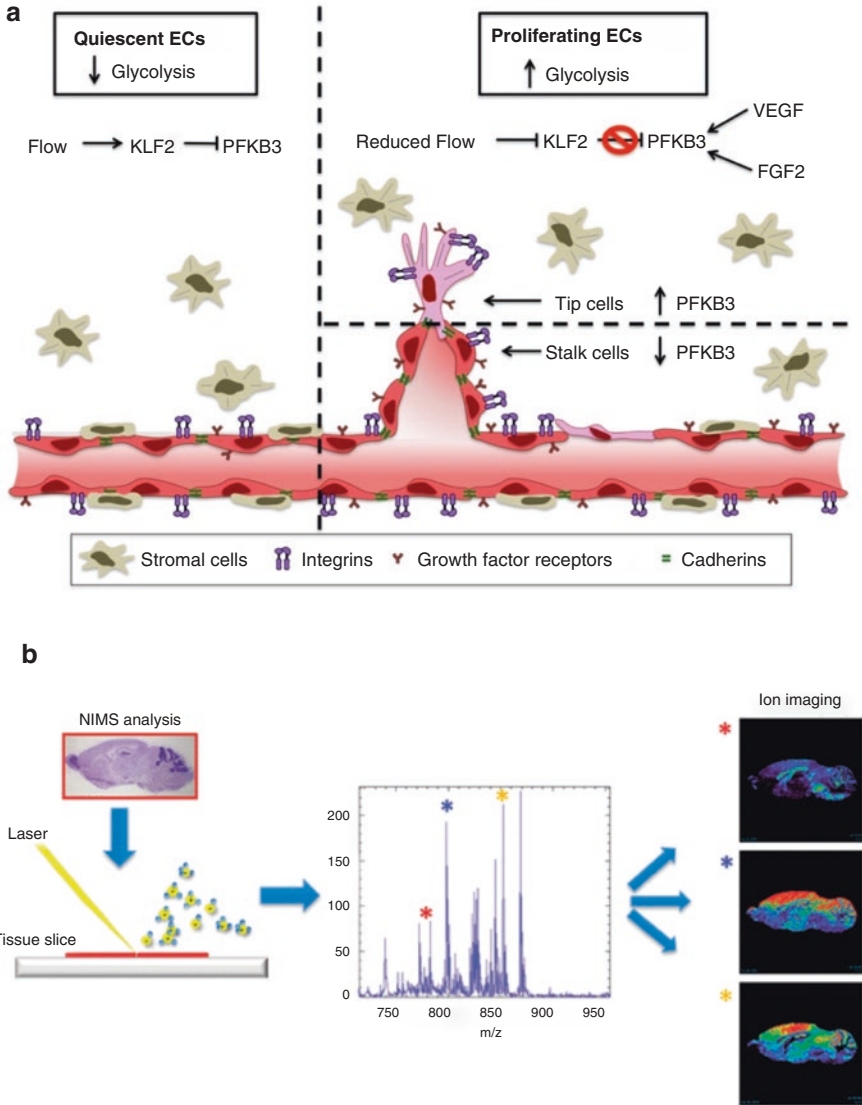 a
Quiescent ECs
↓ Glycolysis
Proliferating ECs
↑ Glycolysis
Flow → KLF2 ⊣ PFKB3
Reduced Flow ⊣ KLF2 ⊣ PFKB3
VEGF
FGF2
Tip cells ↑ PFKB3
Stalk cells ↓ PFKB3
Stromal cells Integrins Growth factor receptors Cadherins
b
NIMS analysis
Laser
Tissue slice
200
150
100
50
0
750 800 850 900 950
m/z
Ion imaging
*
*
*
*
*
*